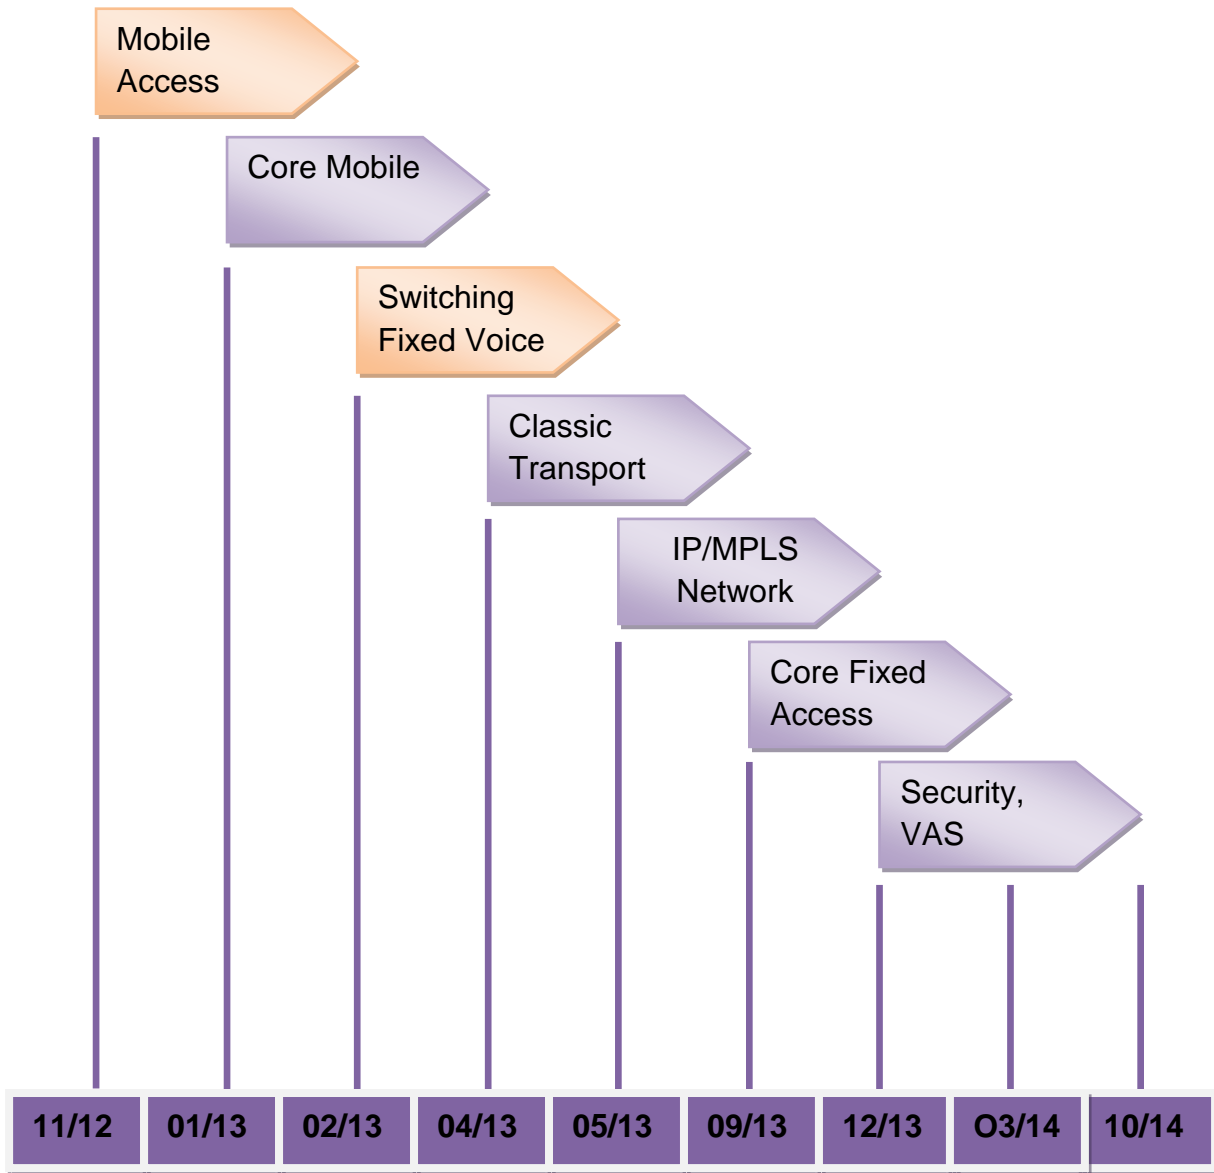 Mobile
Access
Core Mobile
Switching
Fixed Voice
Classic
Transport
IP/MPLS
Network
Core Fixed
Access
Security,
VAS
11/12 01/13 02/13 04/13 05/13 09/13 12/13 O3/14 10/14